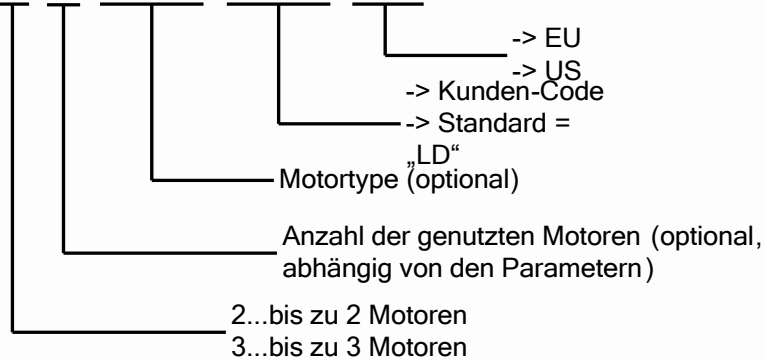 -> EU
-> US
-> Kunden-Code
-> Standard =
„LD“
Motortype (optional)
Anzahl der genutzten Motoren (optional,
abhängig von den Parametern)
2...bis zu 2 Motoren
3...bis zu 3 Motoren